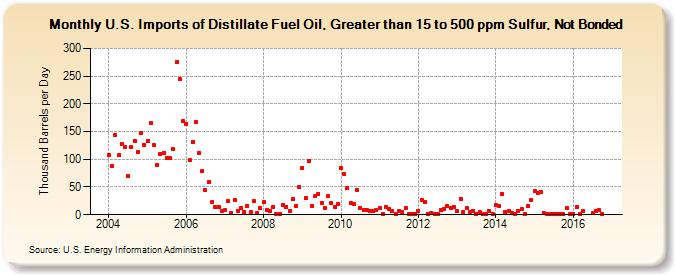 Monthly U.S. Imports of Distillate Fuel Oil, Greater than 15 to 500 ppm Sulfur, Not Bonded
Thousand Barrels per Day
300
250
200
150
100
50
0
2004 2006 2008 2010 2012 2014 2016
Source: U.S. Energy Information Administration